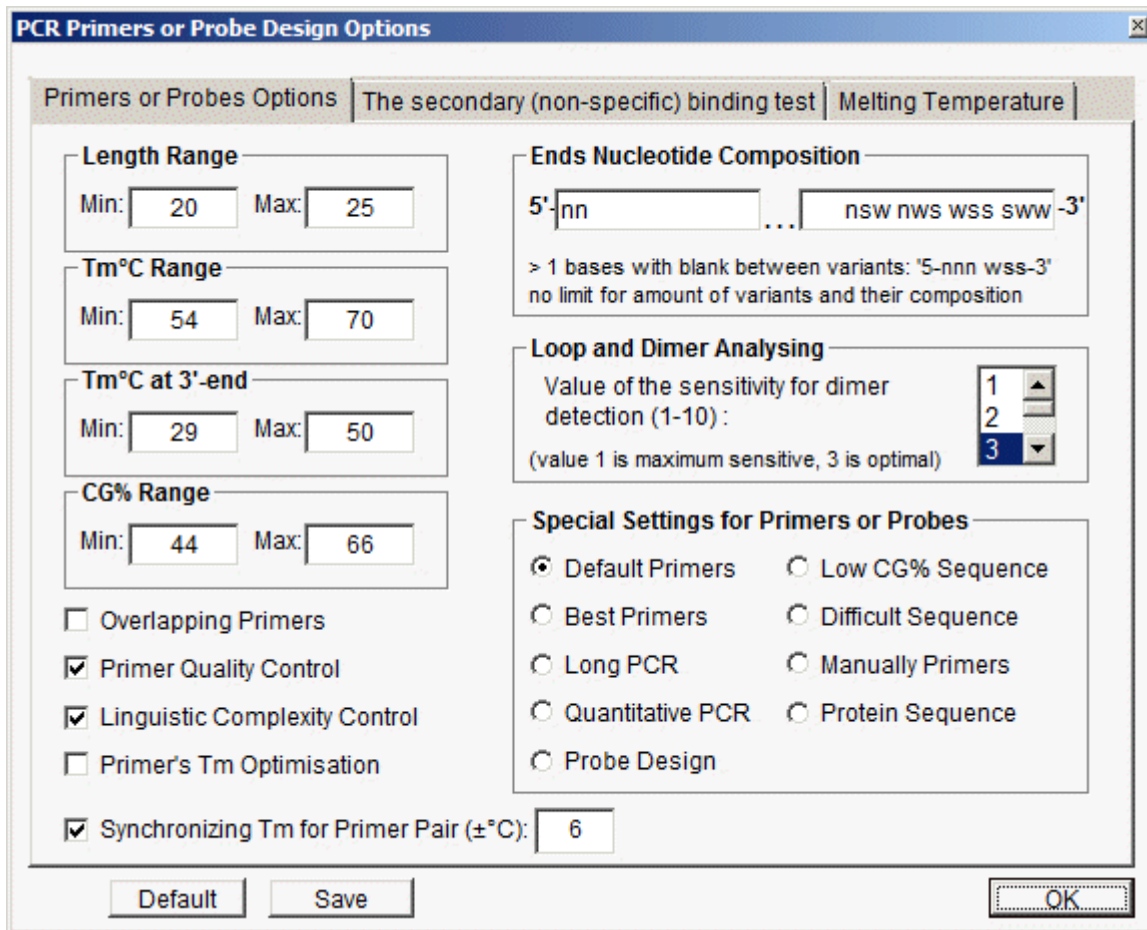 PCR Primers or Probe Design Options
Primers or Probes Options
The secondary (non-specific) binding test
Melting Temperature
Length Range
Min: 20 Max: 25
Tm°C Range
Min: 54 Max: 70
Tm°C at 3'-end
Min: 29 Max: 50
CG% Range
Min: 44 Max: 66
Overlapping Primers
Primer Quality Control
Linguistic Complexity Control
Primer's Tm Optimisation
Synchronizing Tm for Primer Pair (±°C): 6
Ends Nucleotide Composition
5'-nn ... nsw nws wss sww -3'
> 1 bases with blank between variants: '5-nnn wss-3'
no limit for amount of variants and their composition
Loop and Dimer Analysing
Value of the sensitivity for dimer
detection (1-10) :
(value 1 is maximum sensitive, 3 is optimal)
1
2
3
Special Settings for Primers or Probes
Default Primers
Low CG% Sequence
Best Primers
Difficult Sequence
Long PCR
Manually Primers
Quantitative PCR
Protein Sequence
Probe Design
Default
Save
OK